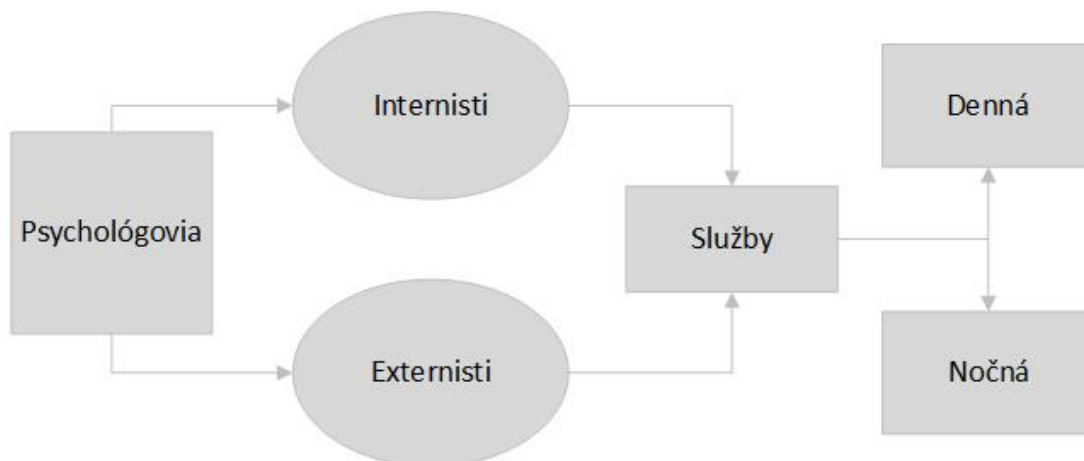 Psychológovia
Internisti
Externisti
Služby
Denná
Nočná